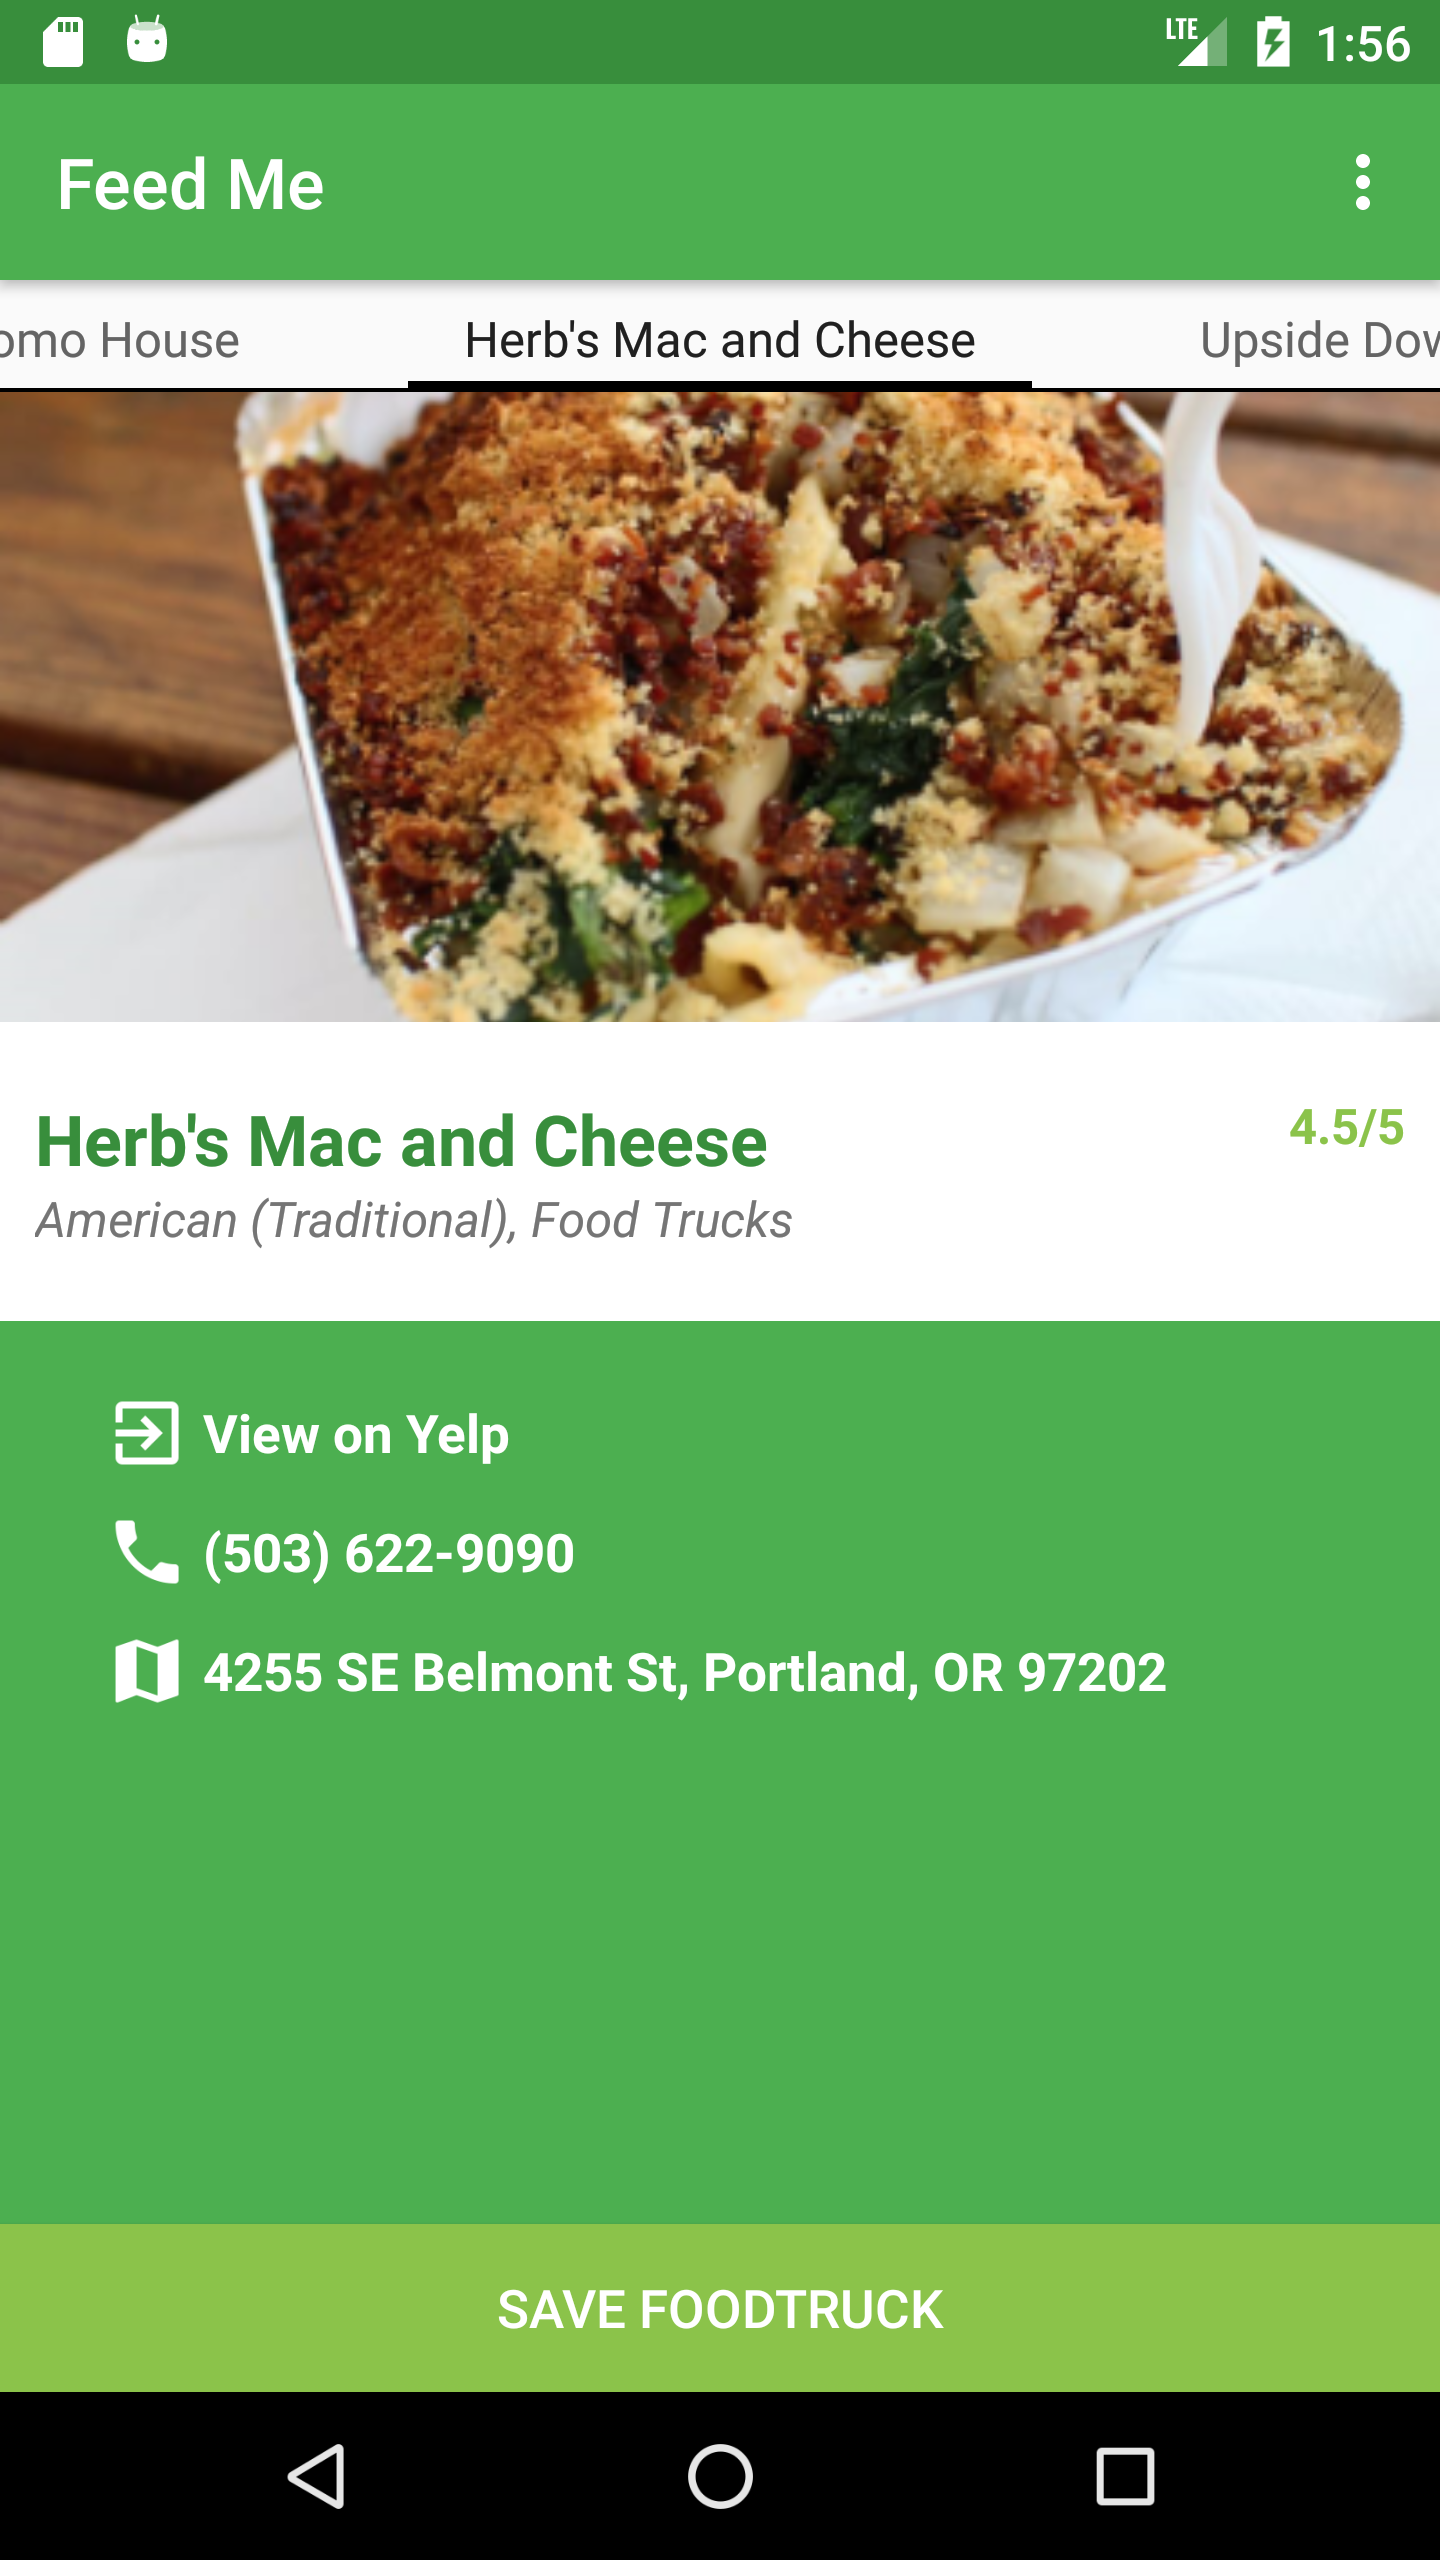 LTE 1:56
Feed Me
omo House Herb's Mac and Cheese Upside Dow
Herb's Mac and Cheese 4.5/5
American (Traditional), Food Trucks
View on Yelp
(503) 622-9090
4255 SE Belmont St, Portland, OR 97202
SAVE FOODTRUCK